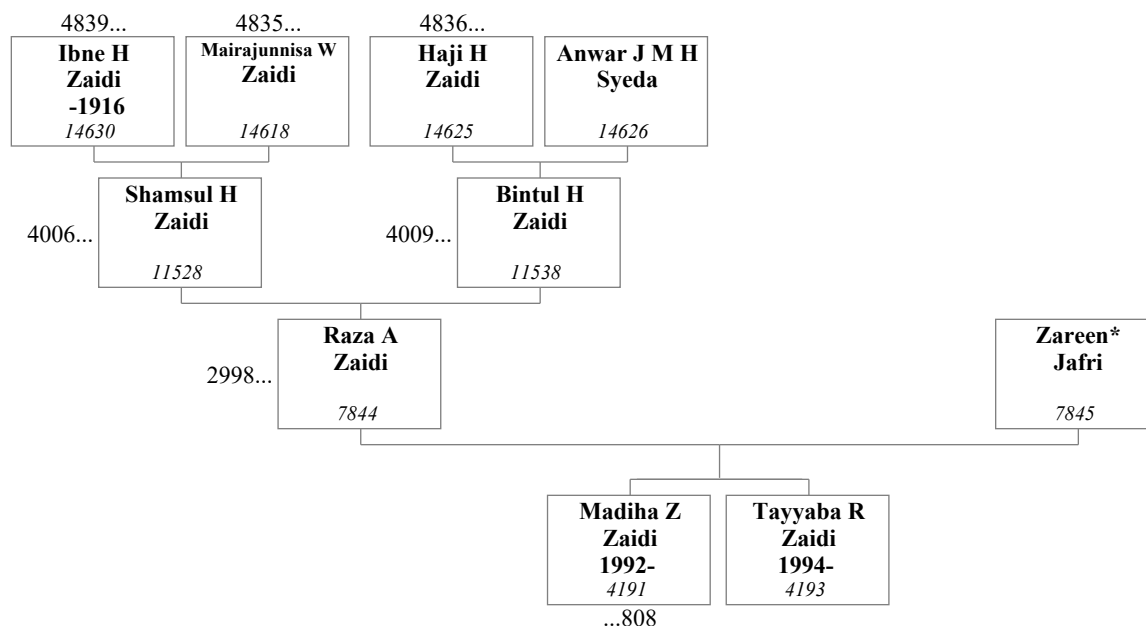 4839...
4835...
4836...
Ibne H
Zaidi
-1916
14630
Mairajunnisa W
Zaidi
14618
Haji H
Zaidi
14625
Anwar J M H
Syeda
14626
4006...
Shamsul H
Zaidi
11528
4009...
Bintul H
Zaidi
11538
2998...
Raza A
Zaidi
7844
Zareen*
Jafri
7845
Madiha Z
Zaidi
1992-
4191
Tayyaba R
Zaidi
1994-
4193
...808